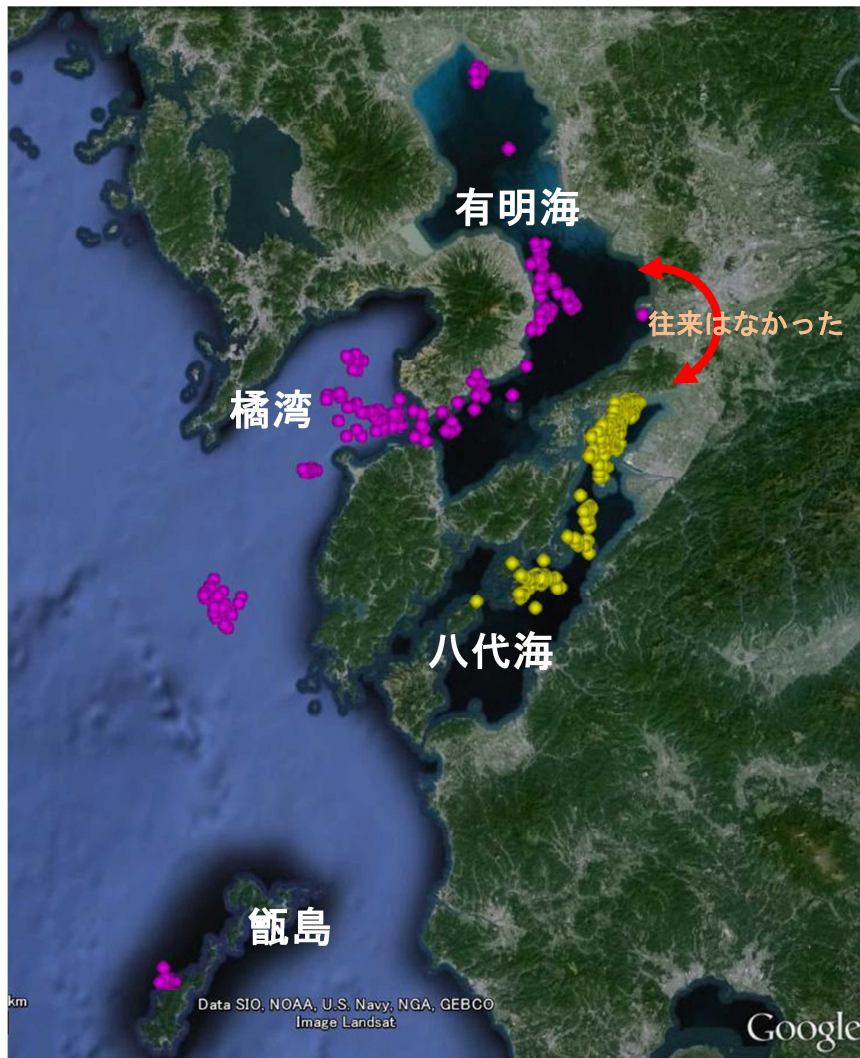 有明海
往来はなかった
橘湾
八代海
甑島
km
Data SIO, NOAA, U.S. Navy, NGA, GEBCO
Image Landsat
Google